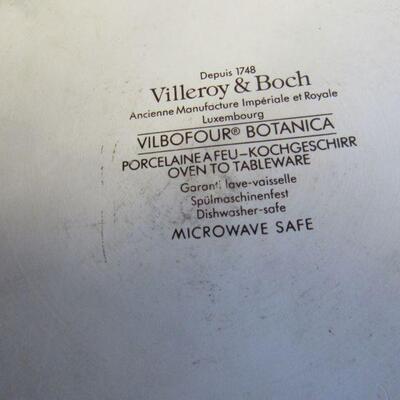 Depuis 1748
Villeroy & Boch
Ancienne Manufacture Impériale et Royale
Luxembourg
VILBOFOUR® BOTANICA
PORCELAINE A FEU–KOCHGESCHIRR
OVEN TO TABLEWARE
Garanti lave-vaisselle
Spülmaschinenfest
Dishwasher-safe
MICROWAVE SAFE